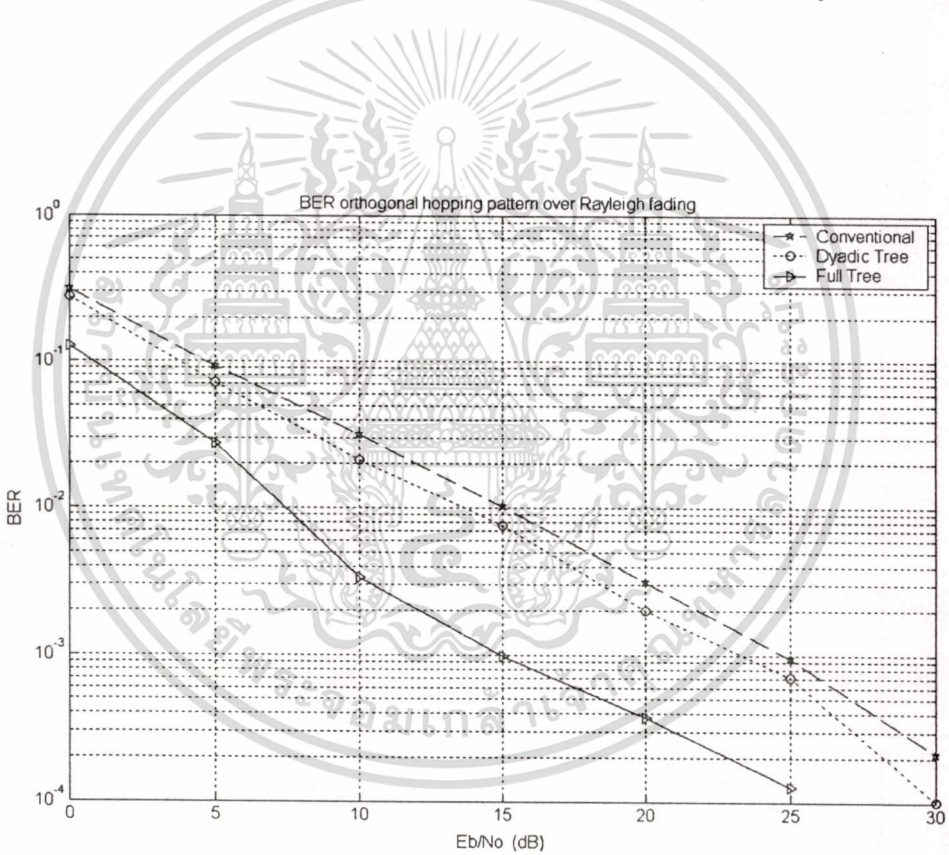 BER orthogonal hopping pattern over Rayleigh fading
10^0
10^-1
10^-2
10^-3
10^-4
BER
Conventional
Dyadic Tree
Full Tree
0 5 10 15 20 25 30
Eb/No (dB)